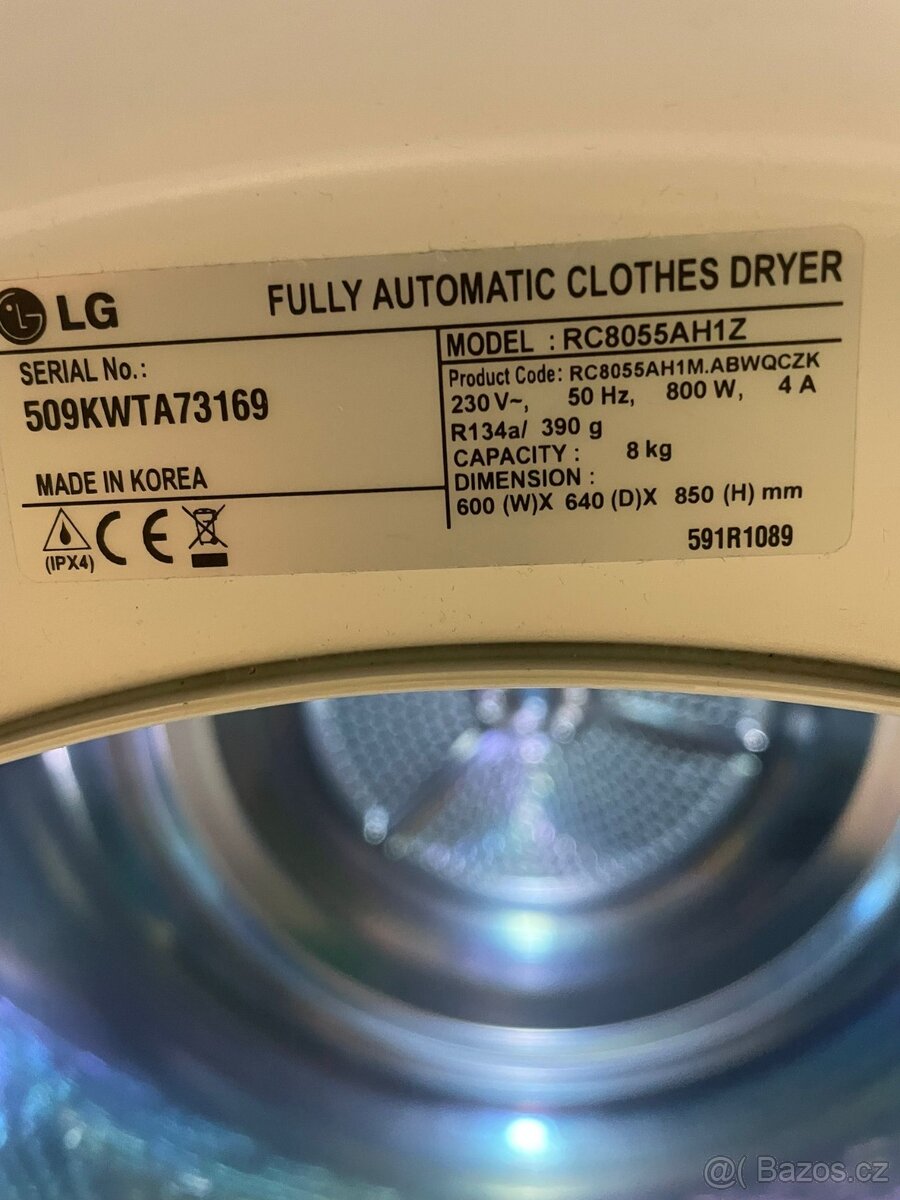 LG
FULLY AUTOMATIC CLOTHES DRYER
SERIAL No.:
509KWTA73169
MADE IN KOREA
(IPX4)
CE
MODEL : RC8055AH1Z
Product Code: RC8055AH1M.ABWQCZK
230 V~, 50 Hz, 800 W, 4 A
R134a/ 390 g
CAPACITY : 8 kg
DIMENSION :
600 (W)X 640 (D)X 850 (H) mm
591R1089
@( Bazos.cz